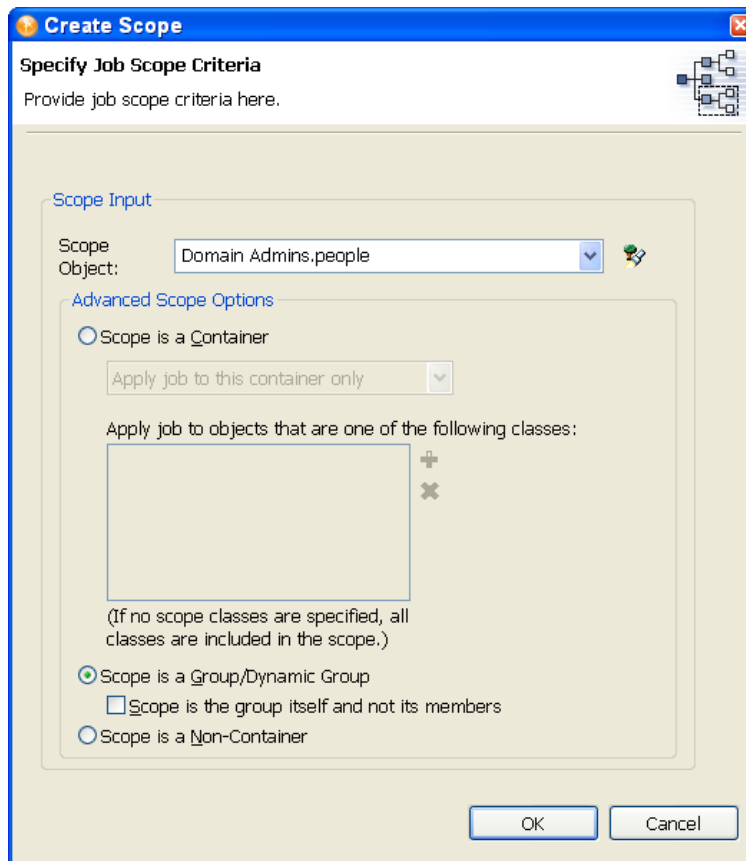 Create Scope
Specify Job Scope Criteria
Provide job scope criteria here.
Scope Input
Scope
Object:
Domain Admins.people
Advanced Scope Options
Scope is a Container
Apply job to this container only
Apply job to objects that are one of the following classes:
(If no scope classes are specified, all
classes are included in the scope.)
Scope is a Group/Dynamic Group
Scope is the group itself and not its members
Scope is a Non-Container
OK
Cancel